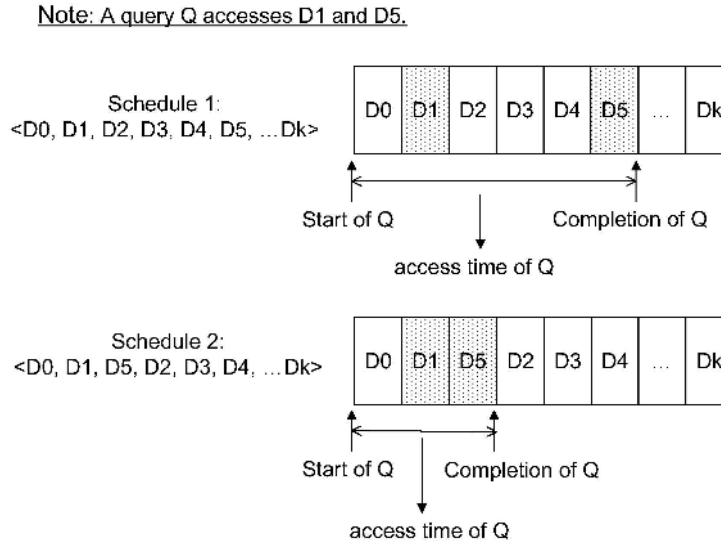 Note: A query Q accesses D1 and D5.
Schedule 1:
<D0, D1, D2, D3, D4, D5, ...Dk>
D0 D1 D2 D3 D4 D5 ... Dk
Start of Q Completion of Q
access time of Q
Schedule 2:
<D0, D1, D5, D2, D3, D4, ...Dk>
D0 D1 D5 D2 D3 D4 ... Dk
Start of Q Completion of Q
access time of Q